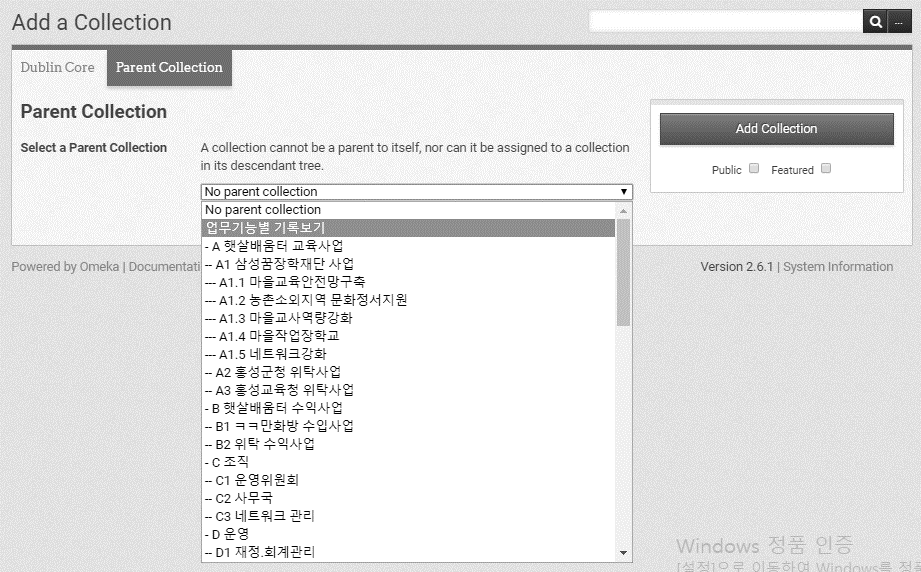 Add a Collection
...
Dublin Core
Parent Collection
Parent Collection
Select a Parent Collection
A collection cannot be a parent to itself, nor can it be assigned to a collection
in its descendant tree.
No parent collection
No parent collection
업무기능별 기록보기
- A 햇살배움터 교육사업
-- A1 삼성꿈장학재단 사업
--- A1.1 마을교육안전망구축
--- A1.2 농촌소외지역 문화정서지원
--- A1.3 마을교사역량강화
--- A1.4 마을작업장학교
--- A1.5 네트워크강화
-- A2 홍성군청 위탁사업
-- A3 홍성교육청 위탁사업
- B 햇살배움터 수익사업
-- B1 ㅋㅋ만화방 수입사업
-- B2 위탁 수익사업
- C 조직
-- C1 운영위원회
-- C2 사무국
-- C3 네트워크 관리
- D 운영
-- D1 재정.회계관리
Add Collection
Public
Featured
Powered by Omeka | Documentati
Version 2.6.1 | System Information
Windows 정품 인증
[설정]으로 이동하여 Windows를 정품